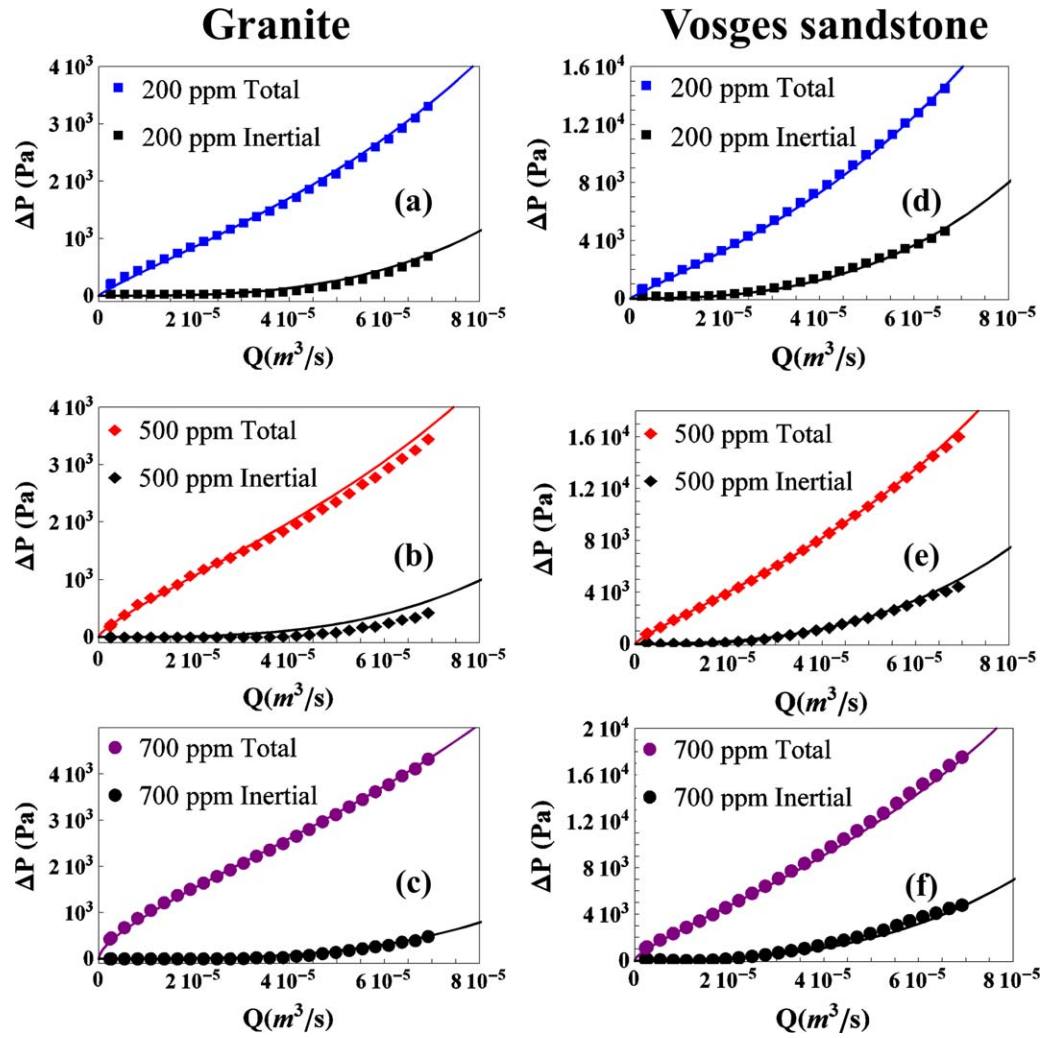 Granite
Vosges sandstone
4 10³
3 10³
2 10³
10³
0
ΔP (Pa)
200 ppm Total
200 ppm Inertial
(a)
0 2 10⁻⁵ 4 10⁻⁵ 6 10⁻⁵ 8 10⁻⁵
Q(m³/s)
1.6 10⁴
1.2 10⁴
8 10³
4 10³
0
ΔP (Pa)
200 ppm Total
200 ppm Inertial
(d)
0 2 10⁻⁵ 4 10⁻⁵ 6 10⁻⁵ 8 10⁻⁵
Q(m³/s)
4 10³
3 10³
2 10³
10³
0
ΔP (Pa)
500 ppm Total
500 ppm Inertial
(b)
0 2 10⁻⁵ 4 10⁻⁵ 6 10⁻⁵ 8 10⁻⁵
Q(m³/s)
1.6 10⁴
1.2 10⁴
8 10³
4 10³
0
ΔP (Pa)
500 ppm Total
500 ppm Inertial
(e)
0 2 10⁻⁵ 4 10⁻⁵ 6 10⁻⁵ 8 10⁻⁵
Q(m³/s)
4 10³
3 10³
2 10³
10³
0
ΔP (Pa)
700 ppm Total
700 ppm Inertial
(c)
0 2 10⁻⁵ 4 10⁻⁵ 6 10⁻⁵ 8 10⁻⁵
Q(m³/s)
2 10⁴
1.6 10⁴
1.2 10⁴
8 10³
4 10³
0
ΔP (Pa)
700 ppm Total
700 ppm Inertial
(f)
0 2 10⁻⁵ 4 10⁻⁵ 6 10⁻⁵ 8 10⁻⁵
Q(m³/s)